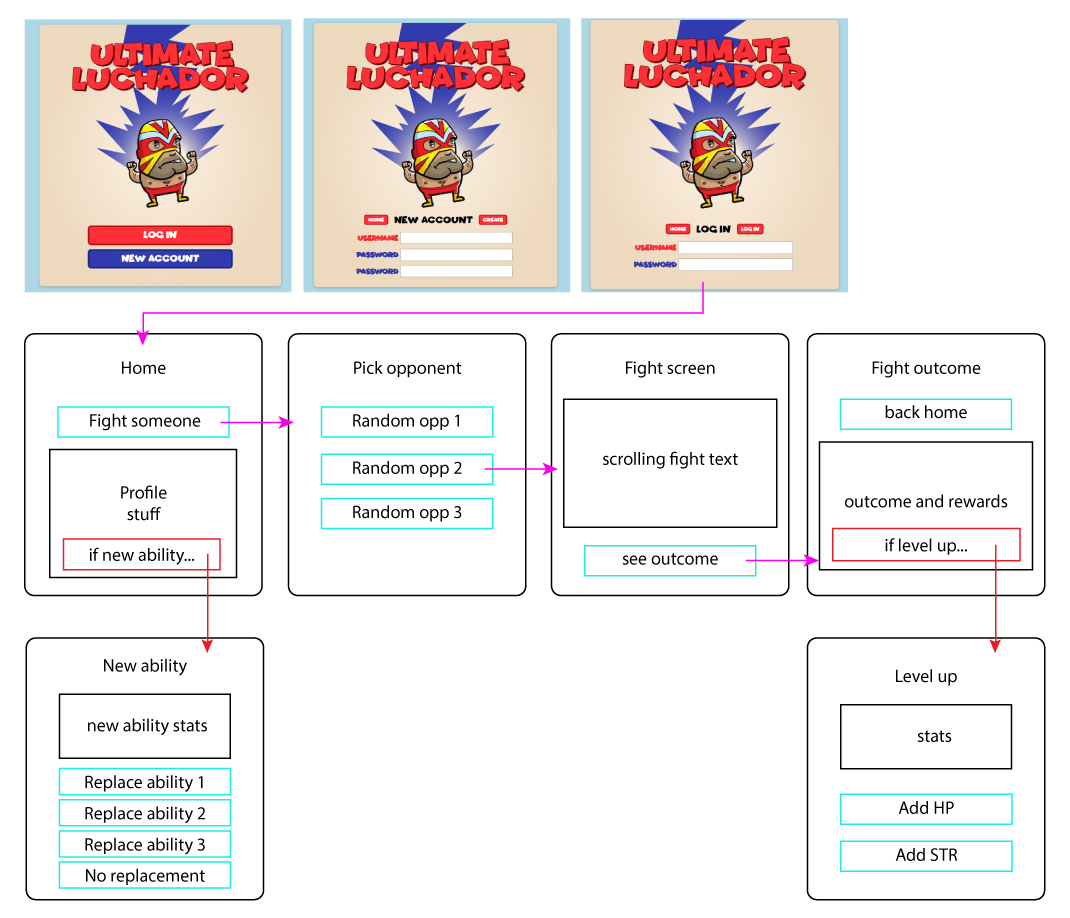 ULTIMATE
LUCHADOR
LOG IN
NEW ACCOUNT
ULTIMATE
LUCHADOR
HOME NEW ACCOUNT CREATE
USERNAME
PASSWORD
PASSWORD
ULTIMATE
LUCHADOR
HOME LOG IN LOG IN
USERNAME
PASSWORD
Home
Fight someone
Profile
stuff
if new ability...
Pick opponent
Random opp 1
Random opp 2
Random opp 3
Fight screen
scrolling fight text
see outcome
Fight outcome
back home
outcome and rewards
if level up...
New ability
new ability stats
Replace ability 1
Replace ability 2
Replace ability 3
No replacement
Level up
stats
Add HP
Add STR